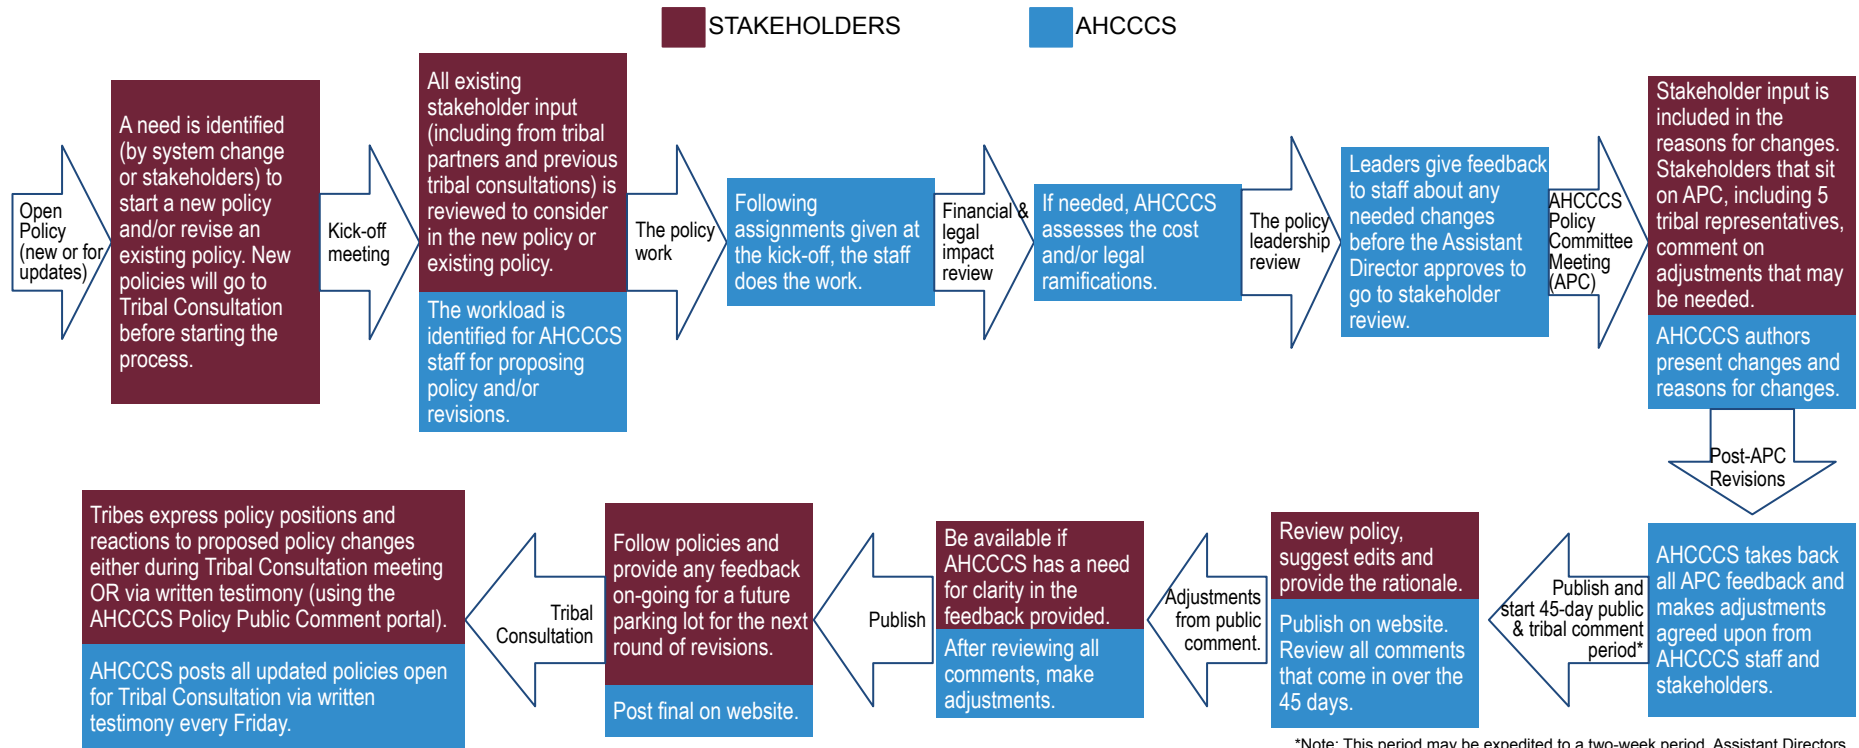 STAKEHOLDERS
AHCCCS
Open
Policy
(new or for
updates)
A need is identified
(by system change
or stakeholders) to
start a new policy
and/or revise an
existing policy. New
policies will go to
Tribal Consultation
before starting the
process.
Kick-off
meeting
All existing
stakeholder input
(including from tribal
partners and previous
tribal consultations) is
reviewed to consider
in the new policy or
existing policy.
The workload is
identified for AHCCCS
staff for proposing
policy and/or
revisions.
The policy
work
Following
assignments given at
the kick-off, the staff
does the work.
Financial &
legal
impact
review
If needed, AHCCCS
assesses the cost
and/or legal
ramifications.
The policy
leadership
review
Leaders give feedback
to staff about any
needed changes
before the Assistant
Director approves to
go to stakeholder
review.
AHCCCS
Policy
Committee
Meeting
(APC)
Stakeholder input is
included in the
reasons for changes.
Stakeholders that sit
on APC, including 5
tribal representatives,
comment on
adjustments that may
be needed.
AHCCCS authors
present changes and
reasons for changes.
Post-APC
Revisions
AHCCCS takes back
all APC feedback and
makes adjustments
agreed upon from
AHCCCS staff and
stakeholders.
Publish and
start 45-day public
& tribal comment
period*
Review policy,
suggest edits and
provide the rationale.
Publish on website.
Review all comments
that come in over the
45 days.
Adjustments
from public
comment.
Be available if
AHCCCS has a need
for clarity in the
feedback provided.
After reviewing all
comments, make
adjustments.
Publish
Follow policies and
provide any feedback
on-going for a future
parking lot for the next
round of revisions.
Post final on website.
Tribal
Consultation
Tribes express policy positions and
reactions to proposed policy changes
either during Tribal Consultation meeting
OR via written testimony (using the
AHCCCS Policy Public Comment portal).
AHCCCS posts all updated policies open
for Tribal Consultation via written
testimony every Friday.
*Note: This period may be expedited to a two-week period. Assistant Directors